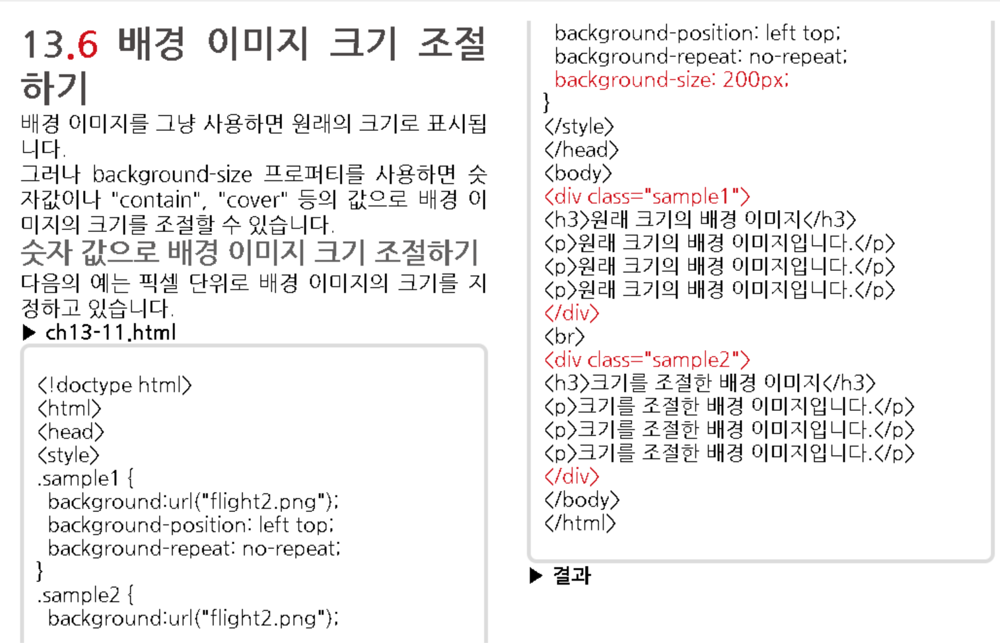 13.6 배경 이미지 크기 조절
하기
배경 이미지를 그냥 사용하면 원래의 크기로 표시됩
니다.
그러나 background-size 프로퍼티를 사용하면 숫
자값이나 "contain", "cover" 등의 값으로 배경 이
미지의 크기를 조절할 수 있습니다.
숫자 값으로 배경 이미지 크기 조절하기
다음의 예는 픽셀 단위로 배경 이미지의 크기를 지
정하고 있습니다.
▶ ch13-11.html
<!doctype html>
<html>
<head>
<style>
.sample1 {
background:url("flight2.png");
background-position: left top;
background-repeat: no-repeat;
}
.sample2 {
background:url("flight2.png");
background-position: left top;
background-repeat: no-repeat;
background-size: 200px;
}
</style>
</head>
<body>
<div class="sample1">
<h3>원래 크기의 배경 이미지</h3>
<p>원래 크기의 배경 이미지입니다.</p>
<p>원래 크기의 배경 이미지입니다.</p>
<p>원래 크기의 배경 이미지입니다.</p>
</div>
<br>
<div class="sample2">
<h3>크기를 조절한 배경 이미지</h3>
<p>크기를 조절한 배경 이미지입니다.</p>
<p>크기를 조절한 배경 이미지입니다.</p>
<p>크기를 조절한 배경 이미지입니다.</p>
</div>
</body>
</html>
▶ 결과